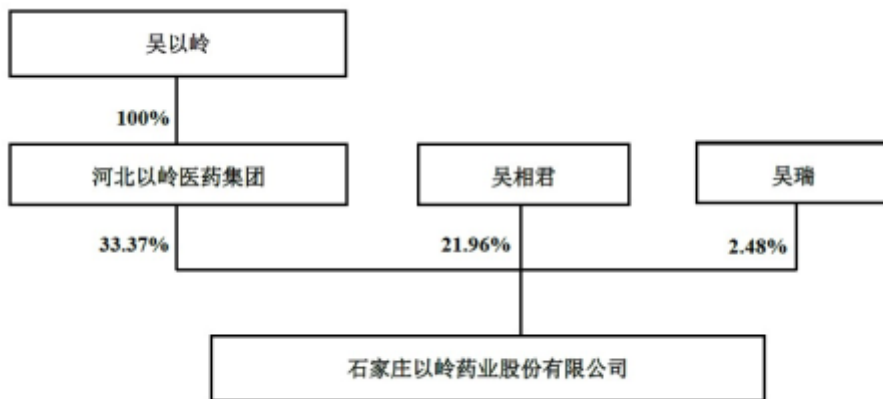 吴以岭
100%
河北以岭医药集团
吴相君
吴瑞
33.37%
21.96%
2.48%
石家庄以岭药业股份有限公司